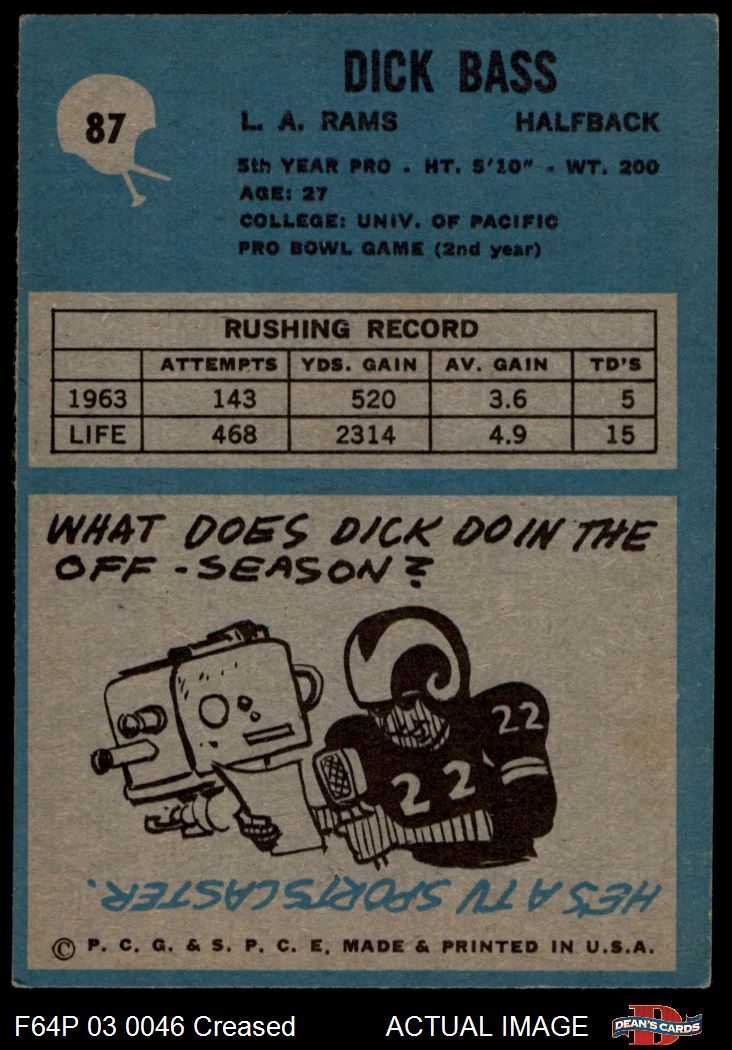 87
DICK BASS
L. A. RAMS HALFBACK
5th YEAR PRO - HT. 5'10" - WT. 200
AGE: 27
COLLEGE: UNIV. OF PACIFIC
PRO BOWL GAME (2nd year)
RUSHING RECORD
ATTEMPTS YDS. GAIN AV. GAIN TD'S
1963 143 520 3.6 5
LIFE 468 2314 4.9 15
WHAT DOES DICK DO IN THE
OFF-SEASON?
22
22
HE'S A TV SPORTSCASTER.
© P. C. G. & S. P. C. E. MADE & PRINTED IN U.S.A.
F64P 03 0046 Creased ACTUAL IMAGE
D
DEAN'S CARDS